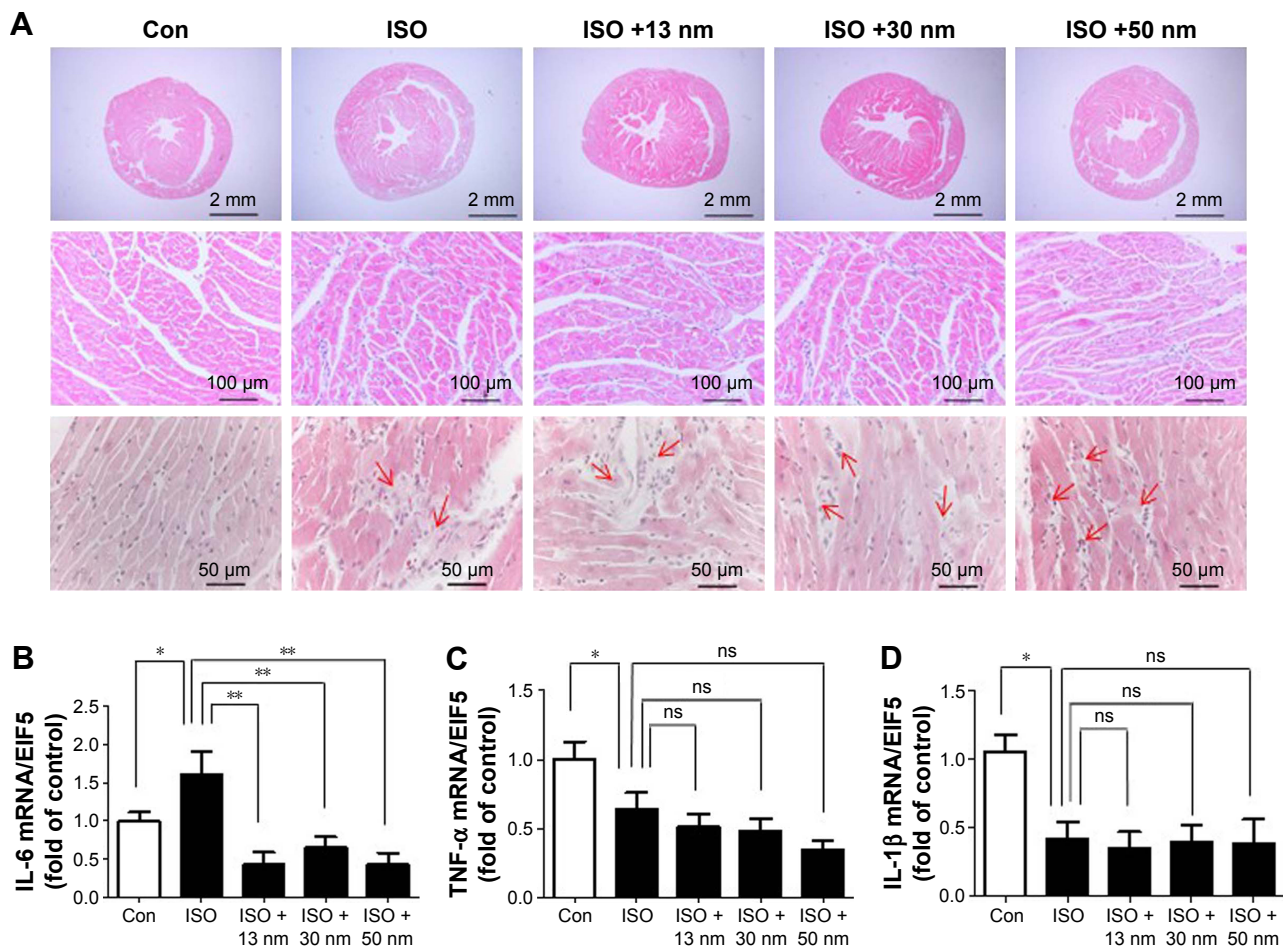 A
Con
ISO
ISO +13 nm
ISO +30 nm
ISO +50 nm
2 mm
2 mm
2 mm
2 mm
2 mm
100 µm
100 µm
100 µm
100 µm
100 µm
50 µm
50 µm
50 µm
50 µm
50 µm
B
IL-6 mRNA/EIF5
(fold of control)
2.5
2.0
1.5
1.0
0.5
0.0
*
**
**
**
Con
ISO
ISO +
13 nm
ISO +
30 nm
ISO +
50 nm
C
TNF-α mRNA/EIF5
(fold of control)
1.5
1.0
0.5
0.0
*
ns
ns
ns
Con
ISO
ISO +
13 nm
ISO +
30 nm
ISO +
50 nm
D
IL-1β mRNA/EIF5
(fold of control)
1.5
1.0
0.5
0.0
*
ns
ns
ns
Con
ISO
ISO +
13 nm
ISO +
30 nm
ISO +
50 nm